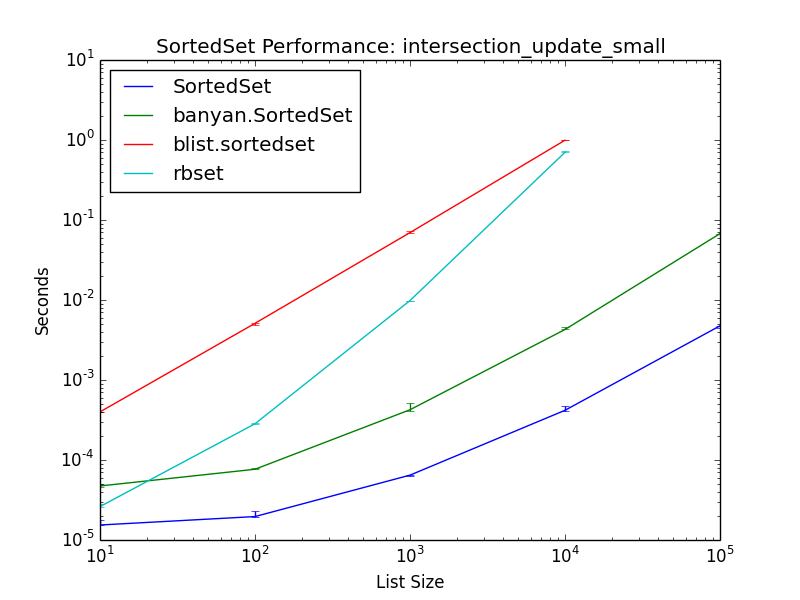 SortedSet Performance: intersection_update_small
10^1
SortedSet
banyan.SortedSet
blist.sortedset
rbset
10^0
10^-1
10^-2
10^-3
10^-4
10^-5
Seconds
10^1 10^2 10^3 10^4 10^5
List Size